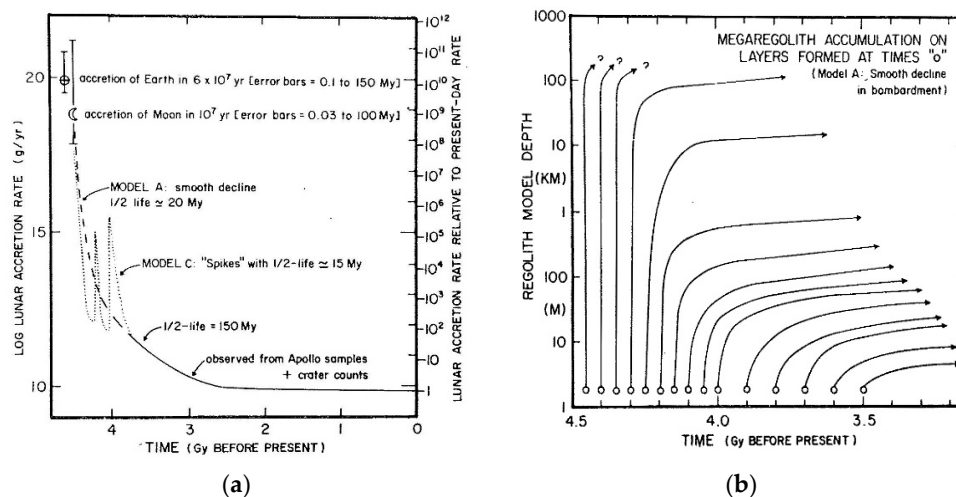 LOG LUNAR ACCRETION RATE (g/yr)
20
15
10
accretion of Earth in 6 x 10⁷ yr [error bars = 0.1 to 150 My]
accretion of Moon in 10⁷ yr [error bars = 0.03 to 100 My]
MODEL A: smooth decline
1/2 life ≃ 20 My
MODEL C: "Spikes" with 1/2-life ≃ 15 My
1/2-life = 150 My
observed from Apollo samples
+ crater counts
10¹²
10¹¹
10¹⁰
10⁹
10⁸
10⁷
10⁶
10⁵
10⁴
10³
10²
10
1
LUNAR ACCRETION RATE RELATIVE TO PRESENT-DAY RATE
4 3 2 1 0
TIME (Gy BEFORE PRESENT)
(a)
REGOLITH MODEL DEPTH
(KM)
(M)
1000
100
10
1
100
10
1
MEGAREGOLITH ACCUMULATION ON
LAYERS FORMED AT TIMES "o"
(Model A: Smooth decline
in bombardment)
? ? ? ?
4.5 4.0 3.5
TIME (Gy BEFORE PRESENT)
(b)